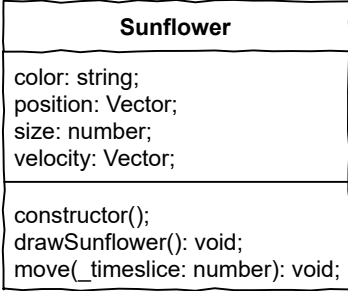 Sunflower
color: string;
position: Vector;
size: number;
velocity: Vector;
constructor();
drawSunflower(): void;
move(_timeslice: number): void;